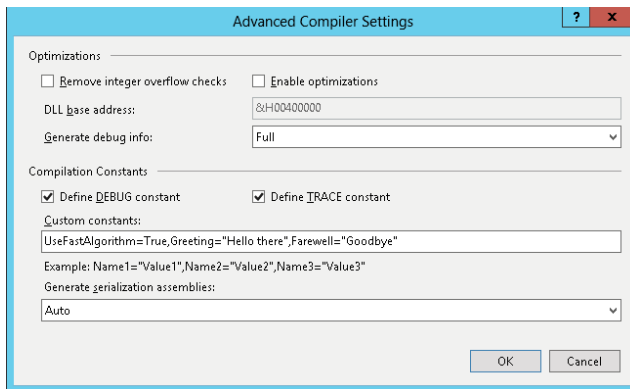 Advanced Compiler Settings
? x
Optimizations
Remove integer overflow checks Enable optimizations
DLL base address: &H00400000
Generate debug info: Full
Compilation Constants
Define DEBUG constant Define TRACE constant
Custom constants:
UseFastAlgorithm=True,Greeting="Hello there",Farewell="Goodbye"
Example: Name1="Value1",Name2="Value2",Name3="Value3"
Generate serialization assemblies:
Auto
OK Cancel